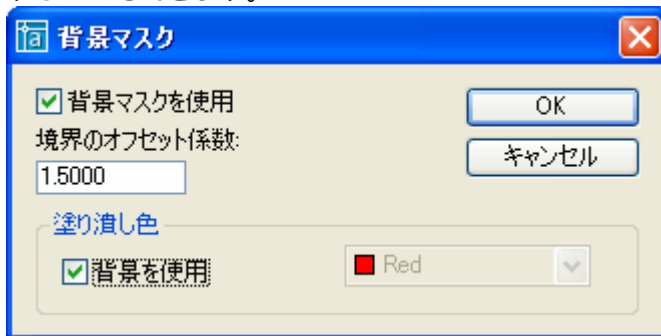 背景マスク
背景マスクを使用
境界のオフセット係数:
1.5000
OK
キャンセル
塗り潰し色
背景を使用
Red